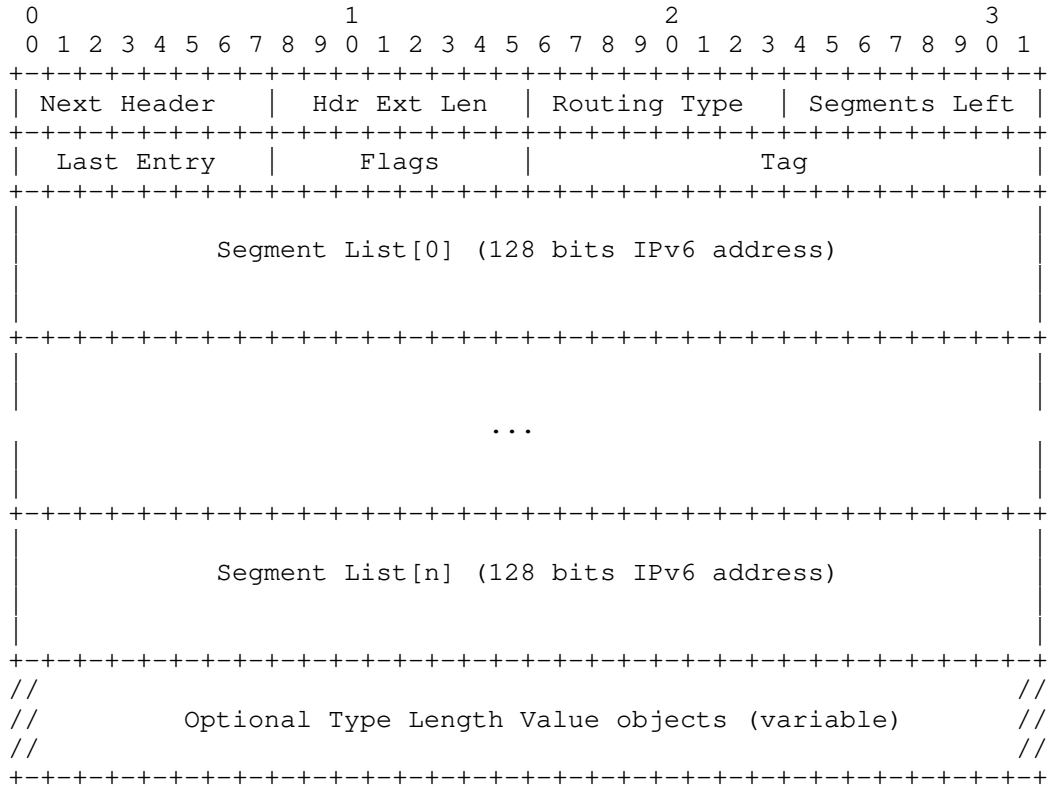 0                   1                   2                   3
 0 1 2 3 4 5 6 7 8 9 0 1 2 3 4 5 6 7 8 9 0 1 2 3 4 5 6 7 8 9 0 1
+-+-+-+-+-+-+-+-+-+-+-+-+-+-+-+-+-+-+-+-+-+-+-+-+-+-+-+-+-+-+-+-+
| Next Header   |  Hdr Ext Len  | Routing Type  | Segments Left |
+-+-+-+-+-+-+-+-+-+-+-+-+-+-+-+-+-+-+-+-+-+-+-+-+-+-+-+-+-+-+-+-+
|  Last Entry   |     Flags     |              Tag              |
+-+-+-+-+-+-+-+-+-+-+-+-+-+-+-+-+-+-+-+-+-+-+-+-+-+-+-+-+-+-+-+-+
|                                                               |
|            Segment List[0] (128 bits IPv6 address)            |
|                                                               |
|                                                               |
+-+-+-+-+-+-+-+-+-+-+-+-+-+-+-+-+-+-+-+-+-+-+-+-+-+-+-+-+-+-+-+-+
|                                                               |
|                                                               |
                              ...
|                                                               |
|                                                               |
+-+-+-+-+-+-+-+-+-+-+-+-+-+-+-+-+-+-+-+-+-+-+-+-+-+-+-+-+-+-+-+-+
|                                                               |
|            Segment List[n] (128 bits IPv6 address)            |
|                                                               |
|                                                               |
+-+-+-+-+-+-+-+-+-+-+-+-+-+-+-+-+-+-+-+-+-+-+-+-+-+-+-+-+-+-+-+-+
//                                                             //
//         Optional Type Length Value objects (variable)       //
//                                                             //
+-+-+-+-+-+-+-+-+-+-+-+-+-+-+-+-+-+-+-+-+-+-+-+-+-+-+-+-+-+-+-+-+